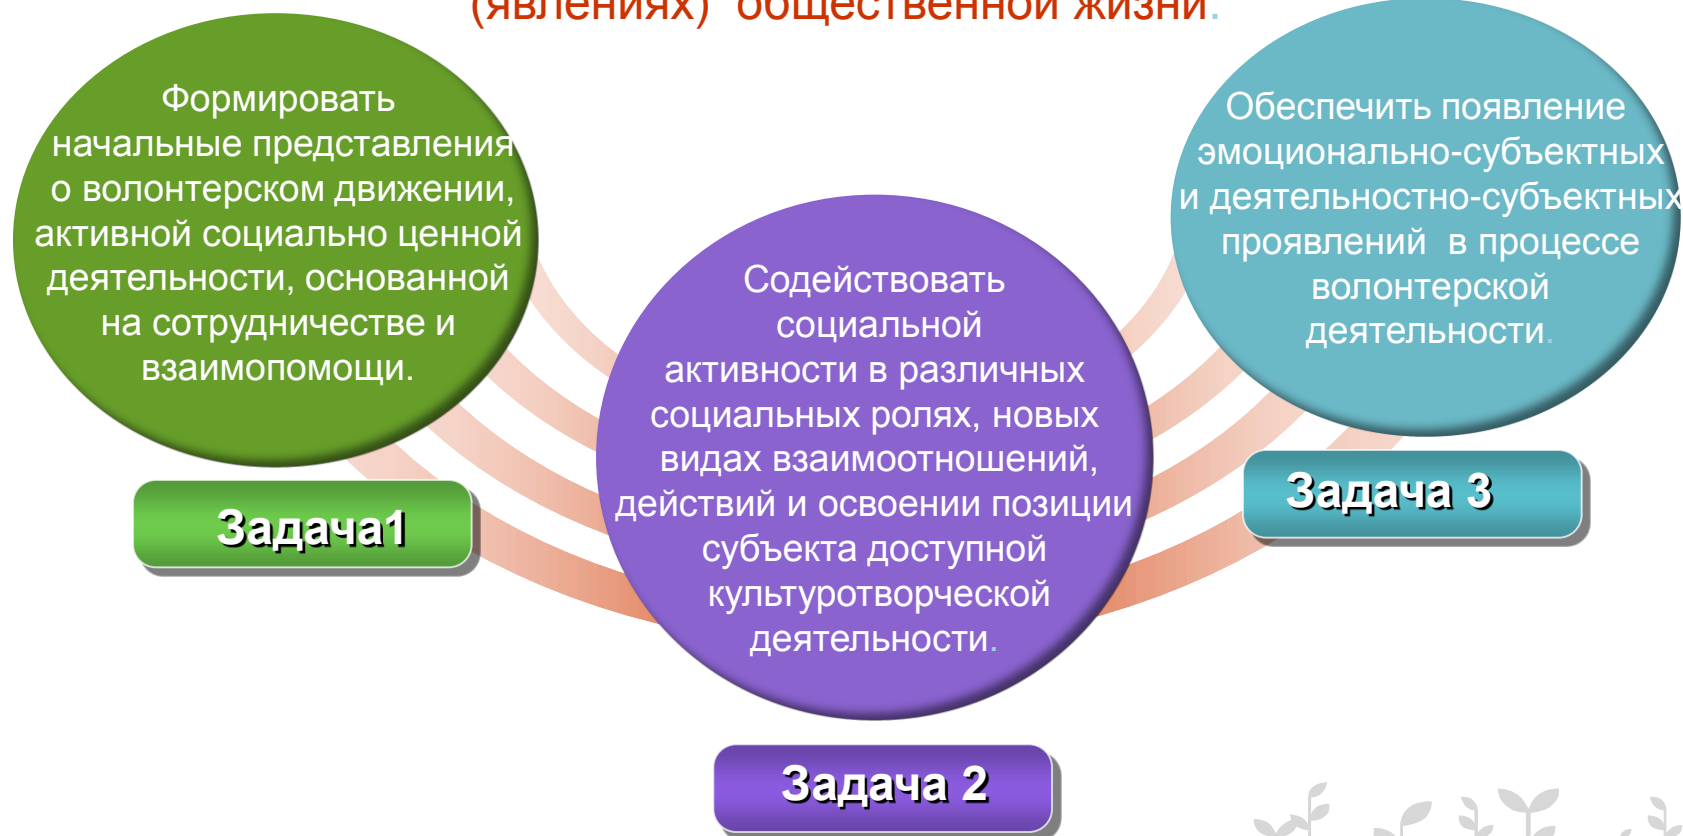 (явлениях) общественной жизни.
Формировать
начальные представления
о волонтерском движении,
активной социально ценной
деятельности, основанной
на сотрудничестве и
взаимопомощи.
Задача1
Содействовать
социальной
активности в различных
социальных ролях, новых
видах взаимоотношений,
действий и освоении позиции
субъекта доступной
культуротворческой
деятельности.
Задача 2
Обеспечить появление
эмоционально-субъектных
и деятельностно-субъектных
проявлений в процессе
волонтерской
деятельности.
Задача 3